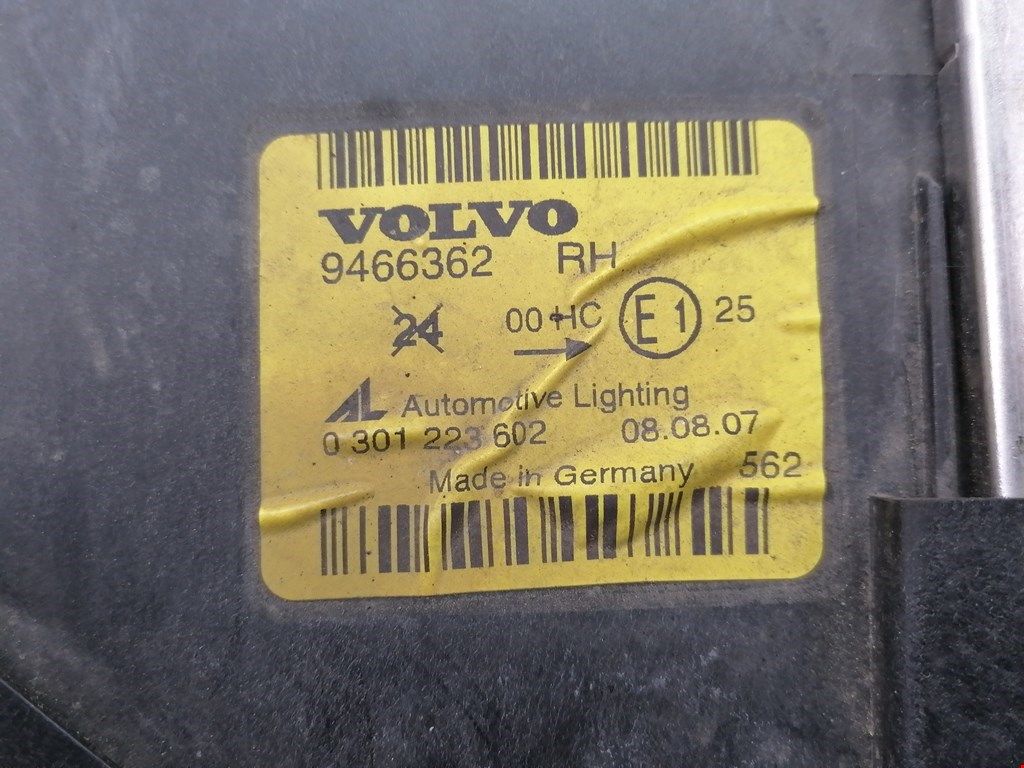 VOLVO
9466362 RH
24 00 HC E1 25
AL Automotive Lighting
0 301 223 602 08.08.07
Made in Germany 562